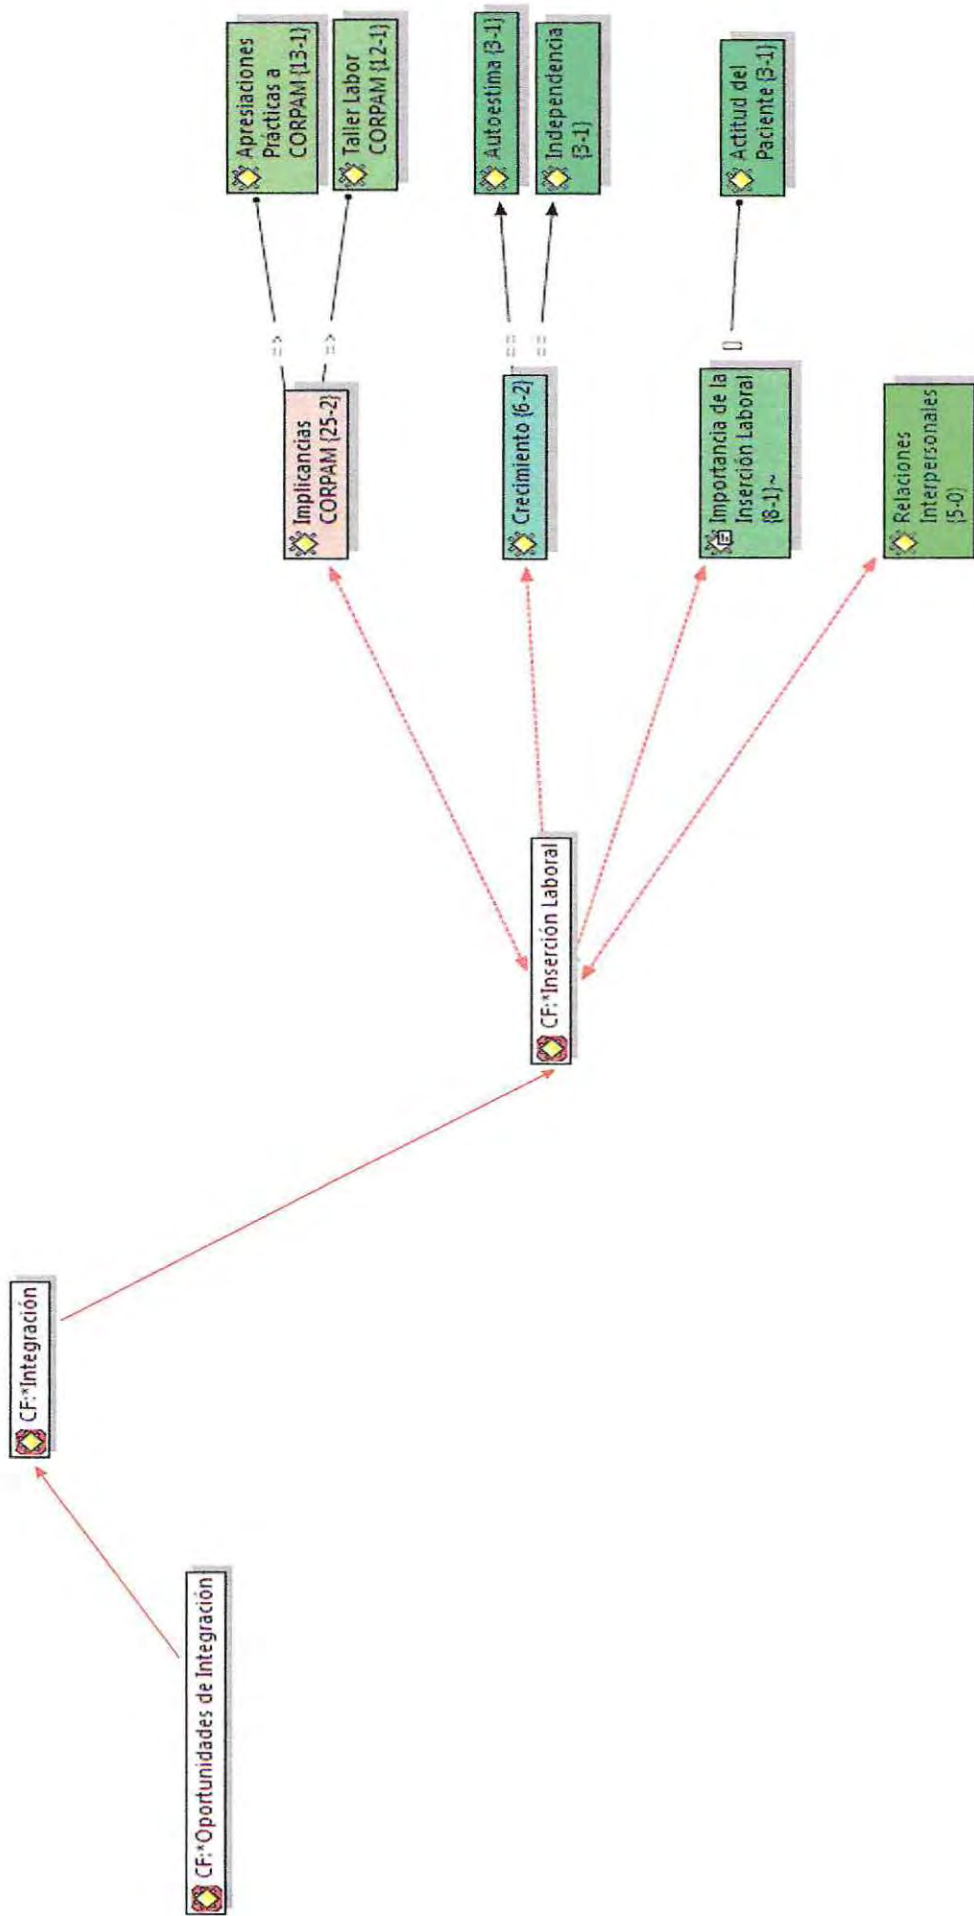 CF:*Oportunidades de Integración
CF:*Integración
CF:*Inserción Laboral
Implicancias
CORPAM {25-2}
Crecimiento {6-2}
Importancia de la
Inserción Laboral
{8-1}~
Relaciones
Interpersonales
{5-0}
=>
=>
==
==
[]
Apresiaciones
Prácticas a
CORPAM {13-1}
Taller Labor
CORPAM {12-1}
Autoestima {3-1}
Independencia
{3-1}
Actitud del
Paciente {3-1}